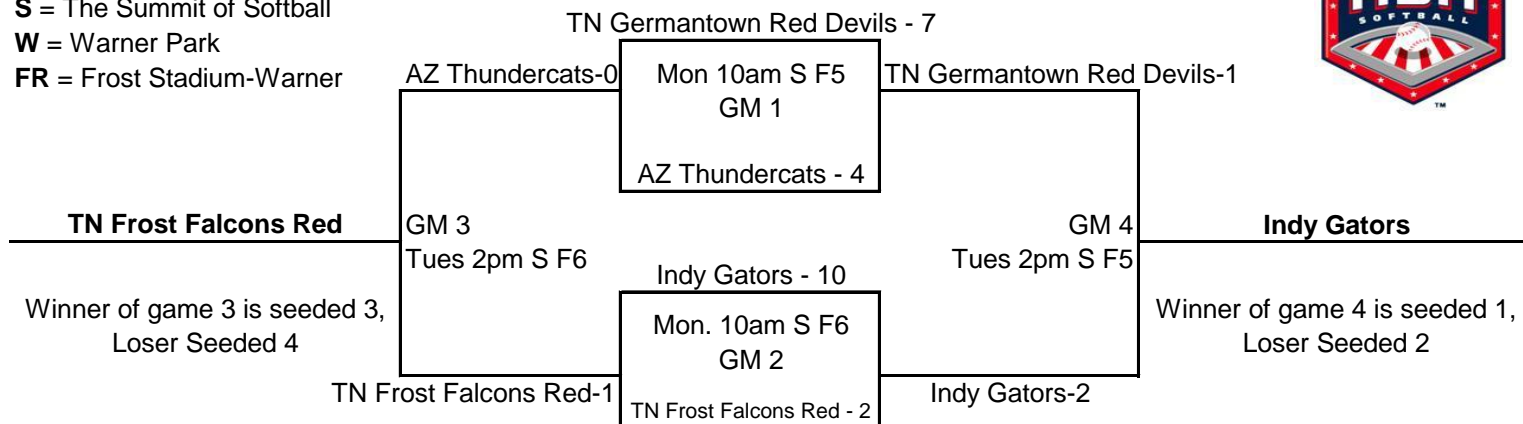 S = The Summit of Softball
W = Warner Park
FR = Frost Stadium-Warner
TN Germantown Red Devils - 7
AZ Thundercats-0
Mon 10am S F5
GM 1
AZ Thundercats - 4
TN Germantown Red Devils-1
SOFTBALL
TM
TN Frost Falcons Red
GM 3
Tues 2pm S F6
GM 4
Tues 2pm S F5
Indy Gators
Winner of game 3 is seeded 3,
Loser Seeded 4
Indy Gators - 10
Mon. 10am S F6
GM 2
TN Frost Falcons Red - 2
Winner of game 4 is seeded 1,
Loser Seeded 2
TN Frost Falcons Red-1
Indy Gators-2